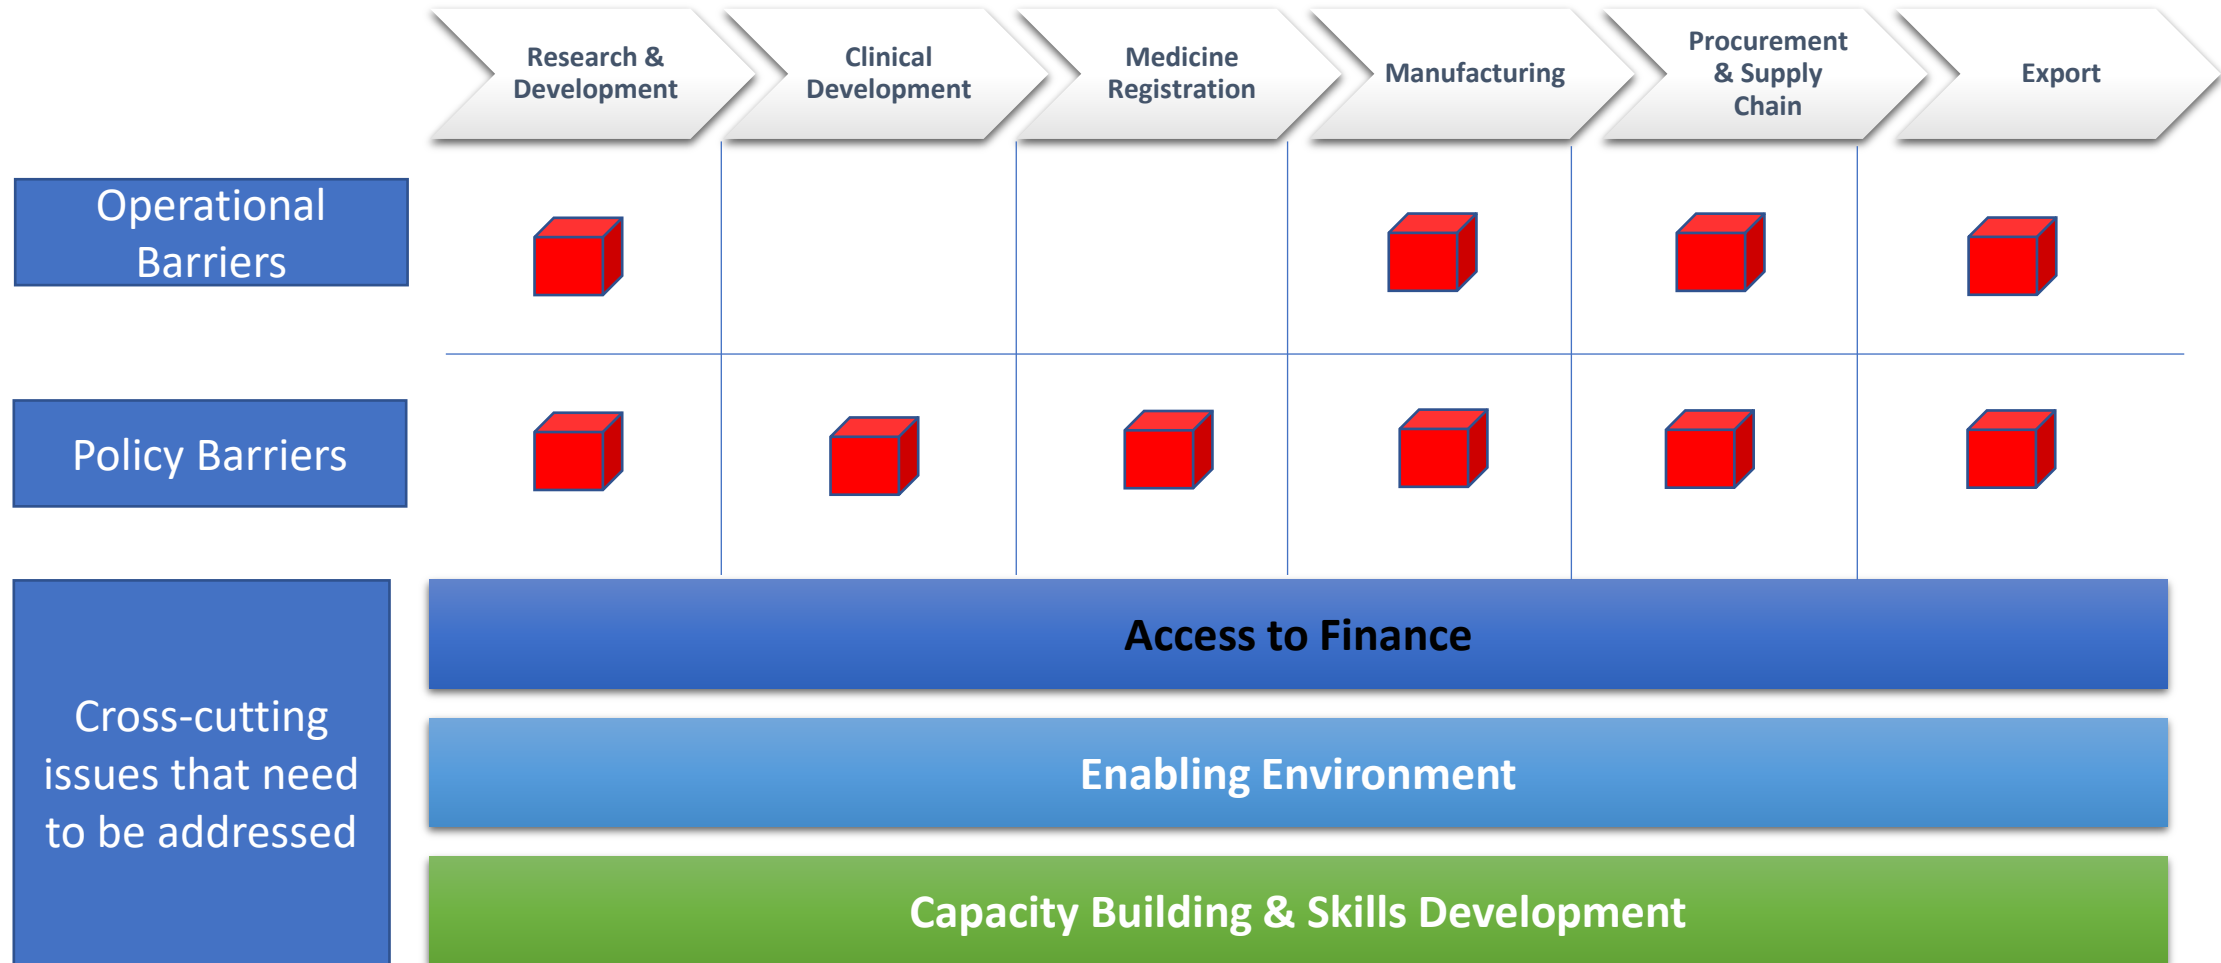 Research &
Development
Clinical
Development
Medicine
Registration
Manufacturing
Procurement
& Supply
Chain
Export
Operational
Barriers
Policy Barriers
Cross-cutting
issues that need
to be addressed
Access to Finance
Enabling Environment
Capacity Building & Skills Development